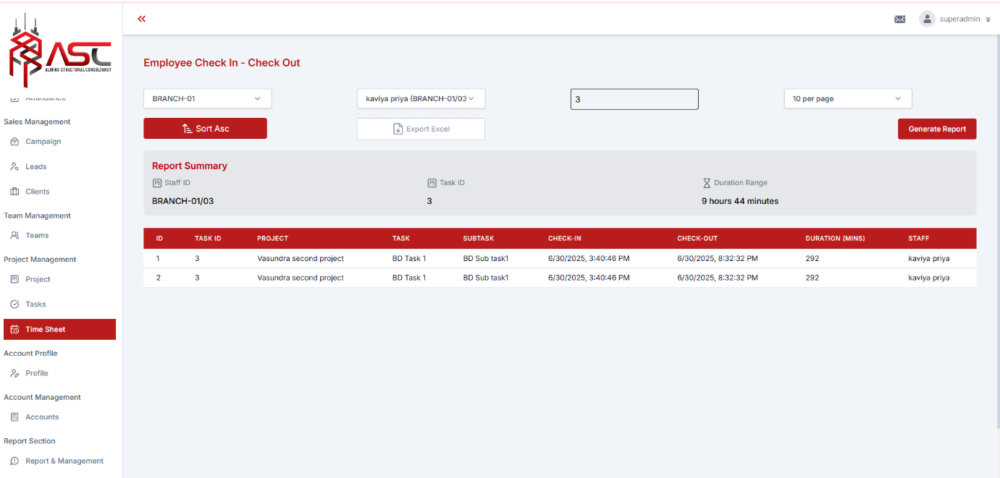 ASC
ALMINO STRUCTURAL CONSULTANCY
Attandance
Sales Management
Campaign
Leads
Clients
Team Management
Teams
Project Management
Project
Tasks
Time Sheet
Account Profile
Profile
Account Management
Accounts
Report Section
Report & Management
superadmin
Employee Check In - Check Out
BRANCH-01
kaviya priya (BRANCH-01/03
3
10 per page
Sort Asc
Export Excel
Generate Report
Report Summary
Staff ID Task ID Duration Range
BRANCH-01/03 3 9 hours 44 minutes
ID TASK ID PROJECT TASK SUBTASK CHECK-IN CHECK-OUT DURATION (MINS) STAFF
1 3 Vasundra second project BD Task 1 BD Sub task1 6/30/2025, 3:40:46 PM 6/30/2025, 8:32:32 PM 292 kaviya priya
2 3 Vasundra second project BD Task 1 BD Sub task1 6/30/2025, 3:40:46 PM 6/30/2025, 8:32:32 PM 292 kaviya priya